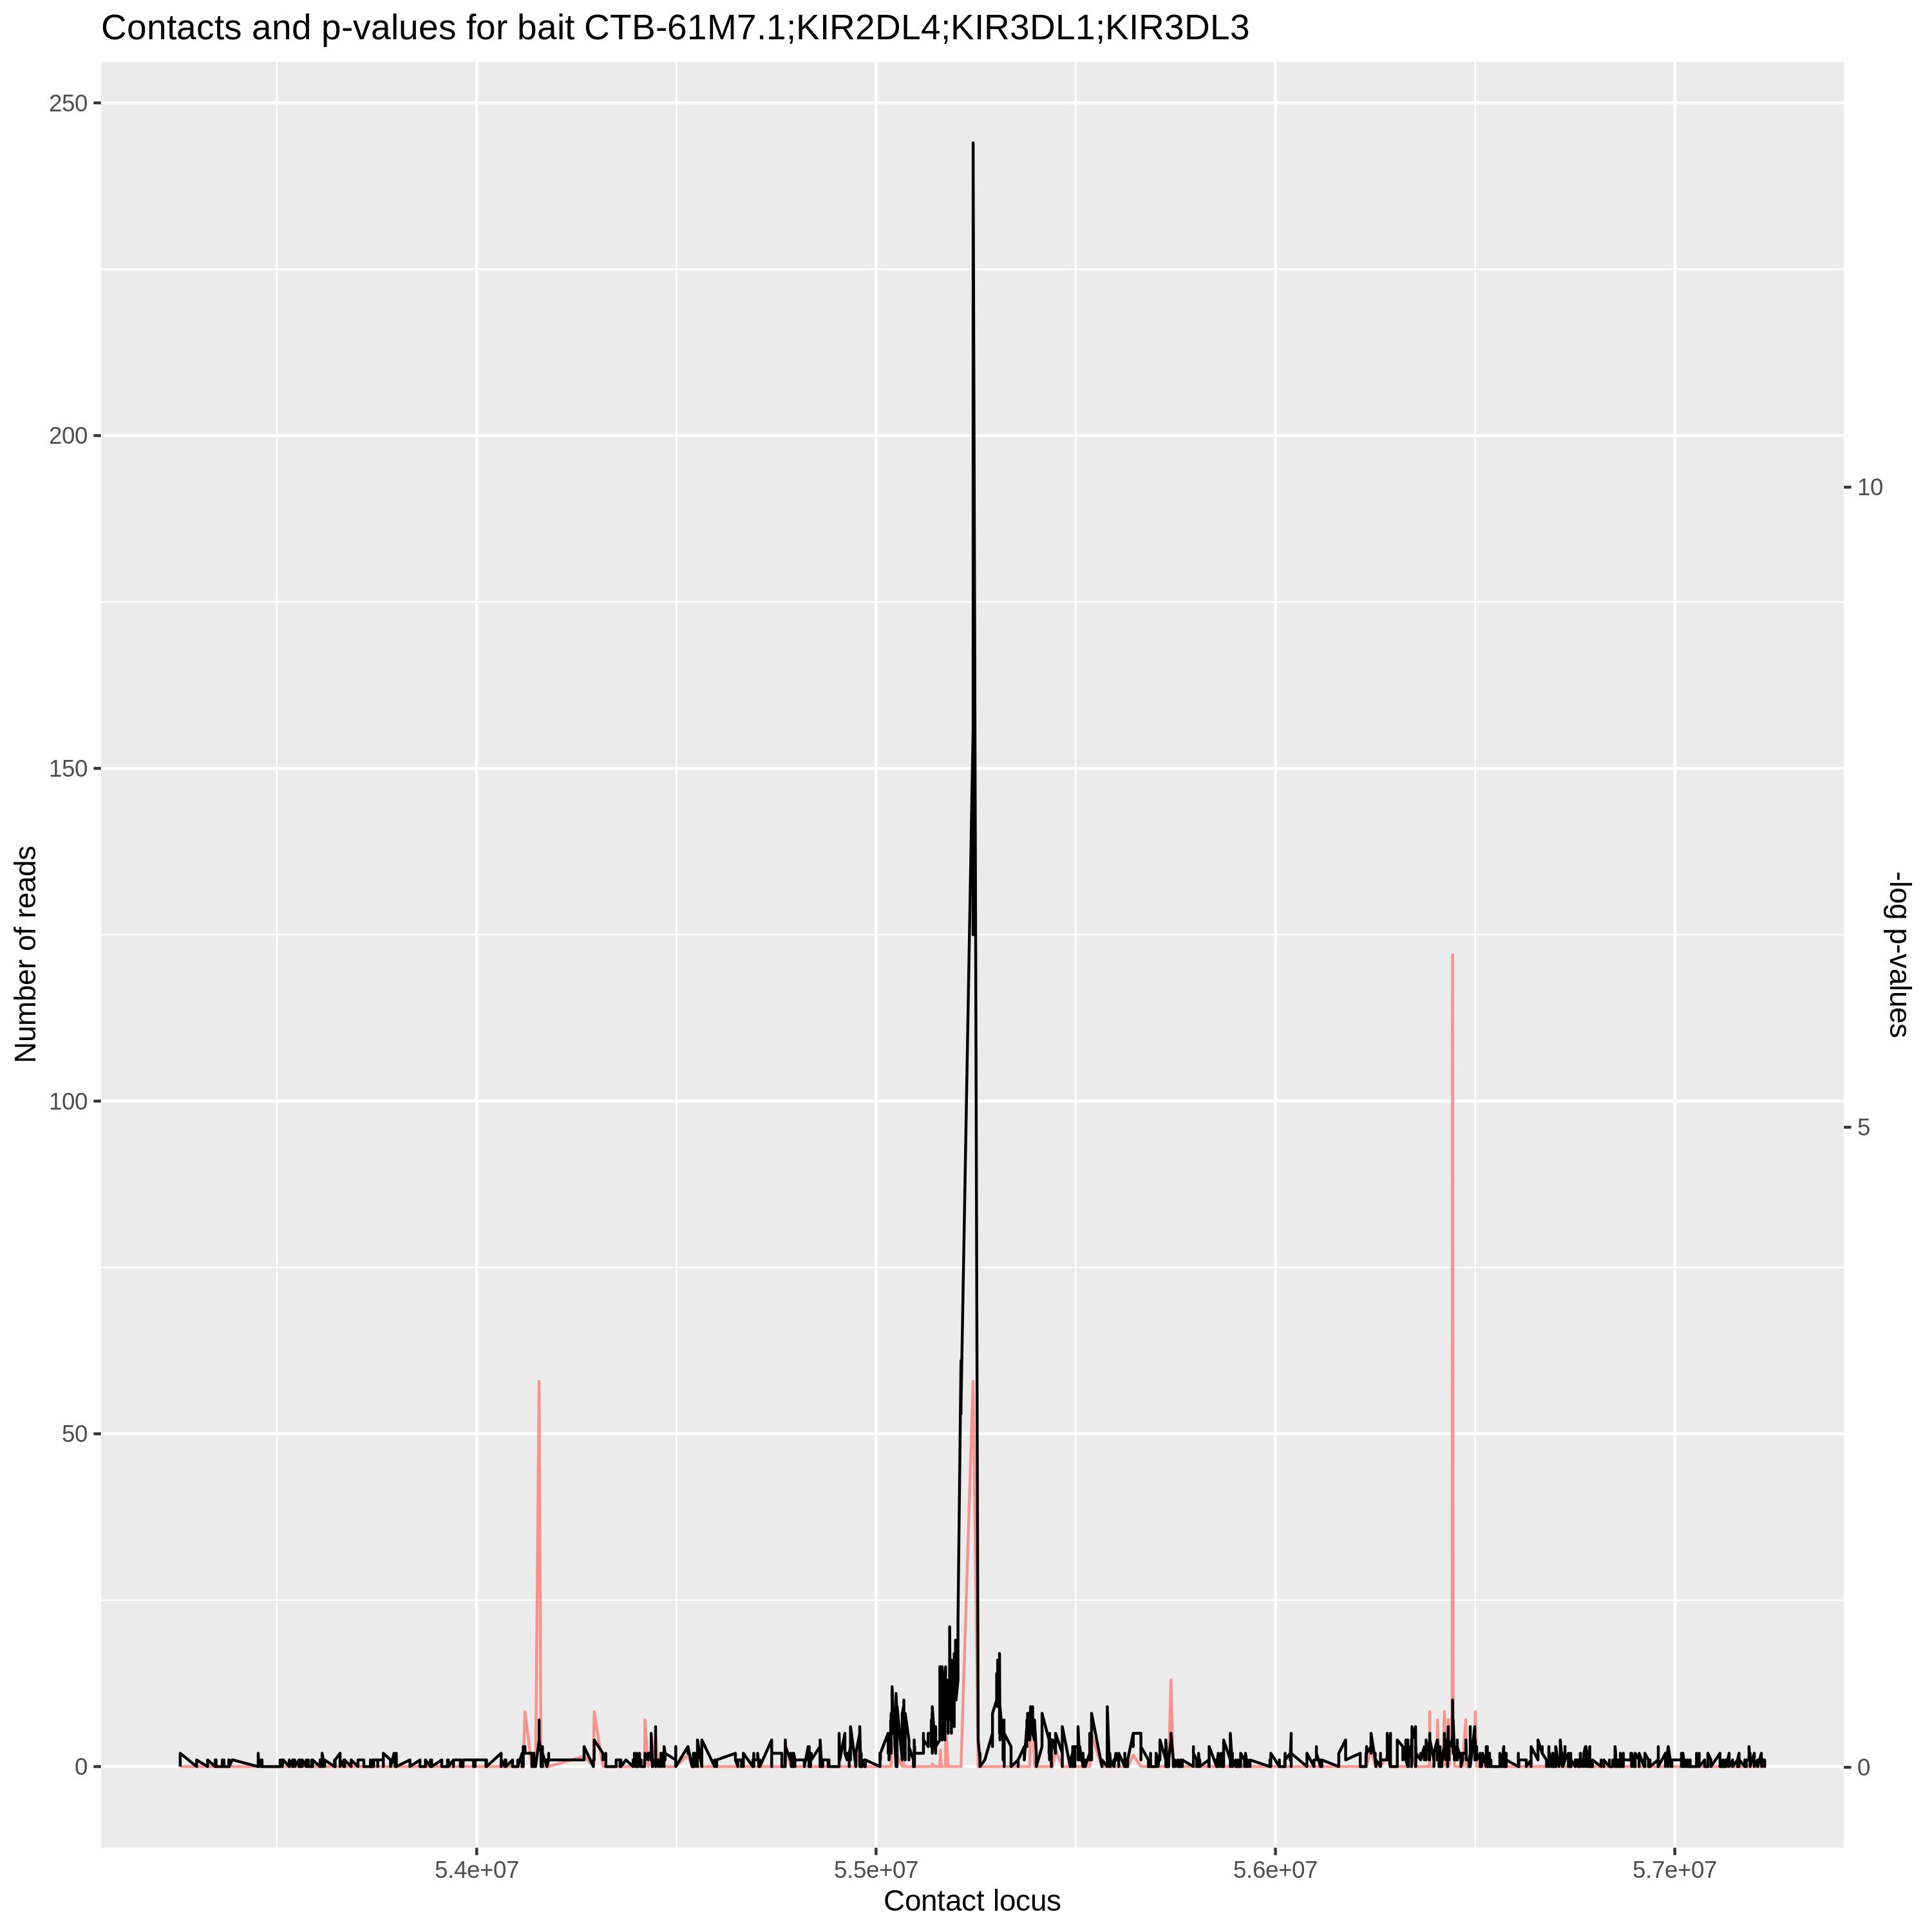 Contacts and p-values for bait CTB-61M7.1;KIR2DL4;KIR3DL1;KIR3DL3
250
200
150
100
50
0
Number of reads
10
5
0
-log p-values
5.4e+07
5.5e+07
5.6e+07
5.7e+07
Contact locus